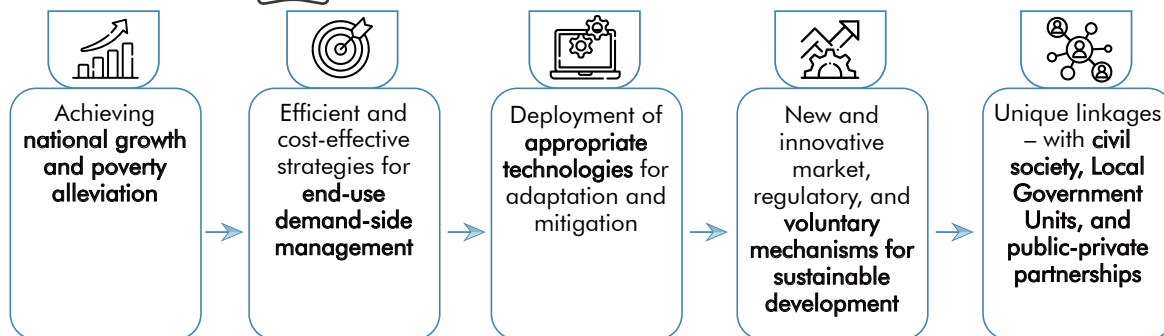 Achieving
national growth
and poverty
alleviation
Efficient and
cost-effective
strategies for
end-use
demand-side
management
Deployment of
appropriate
technologies for
adaptation and
mitigation
New and
innovative
market,
regulatory, and
voluntary
mechanisms for
sustainable
development
Unique linkages
– with civil
society, Local
Government
Units, and
public-private
partnerships